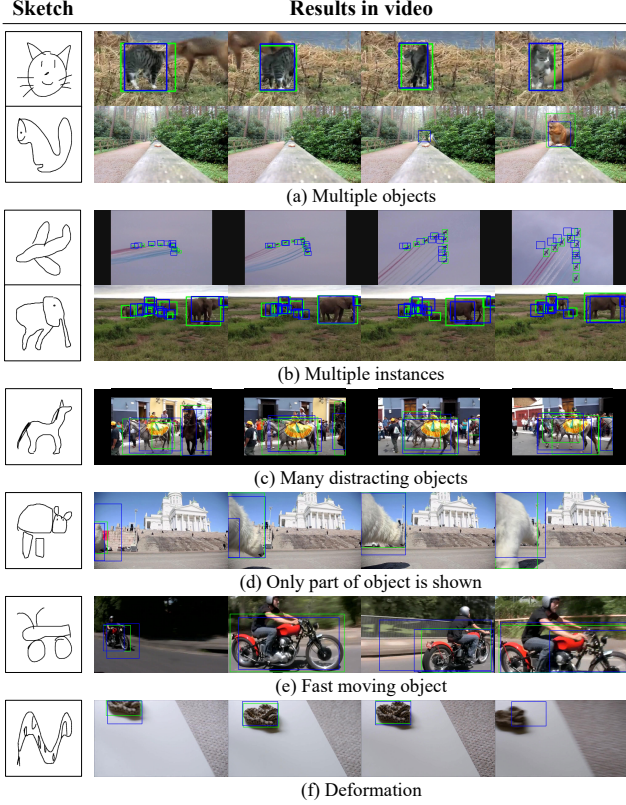 Sketch Results in video
(a) Multiple objects
(b) Multiple instances
(c) Many distracting objects
(d) Only part of object is shown
(e) Fast moving object
(f) Deformation